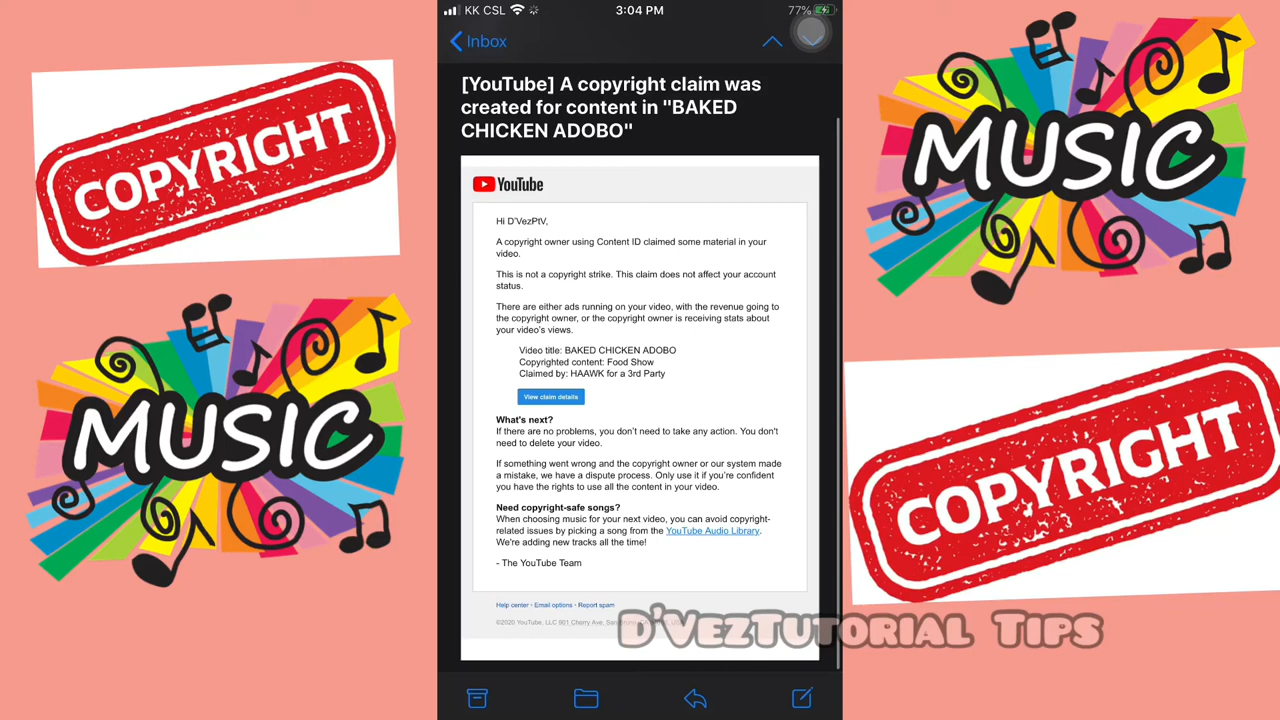 KK CSL
3:04 PM
77%
Inbox
[YouTube] A copyright claim was
created for content in "BAKED
CHICKEN ADOBO"
YouTube
Hi D'VezPtV,
A copyright owner using Content ID claimed some material in your
video.
This is not a copyright strike. This claim does not affect your account
status.
There are either ads running on your video, with the revenue going to
the copyright owner, or the copyright owner is receiving stats about
your video's views.
Video title: BAKED CHICKEN ADOBO
Copyrighted content: Food Show
Claimed by: HAAWK for a 3rd Party
View claim details
What's next?
If there are no problems, you don't need to take any action. You don't
need to delete your video.
If something went wrong and the copyright owner or our system made
a mistake, we have a dispute process. Only use it if you're confident
you have the rights to use all the content in your video.
Need copyright-safe songs?
When choosing music for your next video, you can avoid copyright-
related issues by picking a song from the YouTube Audio Library.
We're adding new tracks all the time!
- The YouTube Team
Help center • Email options • Report spam
©2020 YouTube, LLC 901 Cherry Ave, San
D'VezTutorial Tips
COPYRIGHT
MUSIC
MUSIC
COPYRIGHT